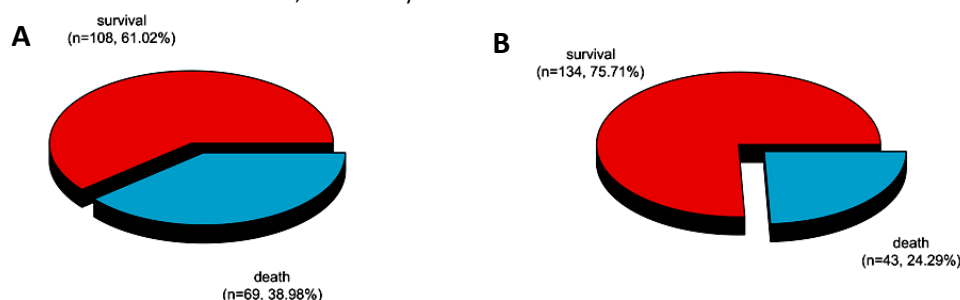 survival
(n=108, 61.02%)
A
B
survival
(n=134, 75.71%)
death
(n=43, 24.29%)
death
(n=69, 38.98%)